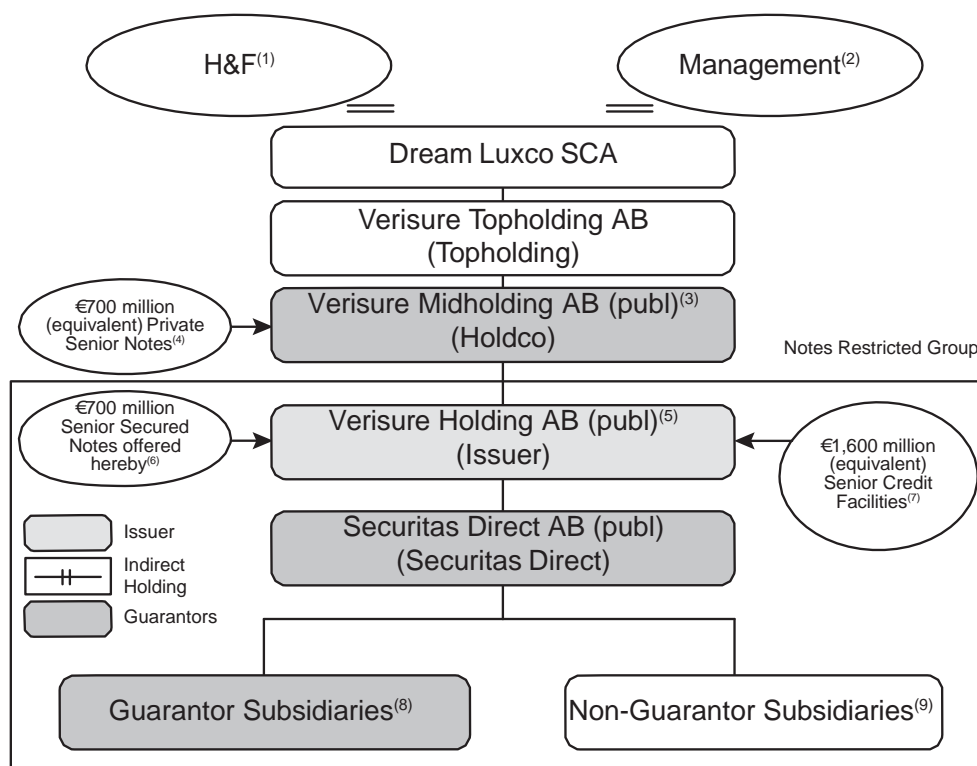 H&F(1)
Management(2)
Dream Luxco SCA
Verisure Topholding AB
(Topholding)
€700 million
(equivalent) Private
Senior Notes(4)
Verisure Midholding AB (publ)(3)
(Holdco)
Notes Restricted Group
€700 million
Senior Secured
Notes offered
hereby(6)
Verisure Holding AB (publ)(5)
(Issuer)
€1,600 million
(equivalent)
Senior Credit
Facilities(7)
Securitas Direct AB (publ)
(Securitas Direct)
Issuer
Indirect
Holding
Guarantors
Guarantor Subsidiaries(8)
Non-Guarantor Subsidiaries(9)